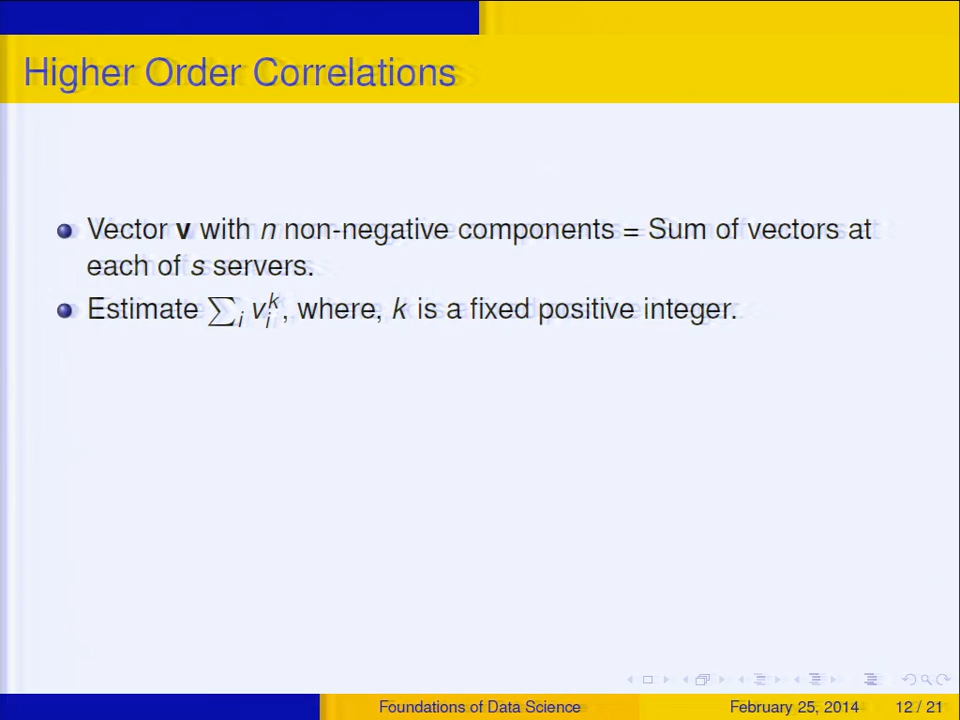 Higher Order Correlations
Vector v with n non-negative components = Sum of vectors at
each of s servers.
Estimate ∑ᵢ vᵢᵏ, where, k is a fixed positive integer.
Foundations of Data Science February 25, 2014 12 / 21